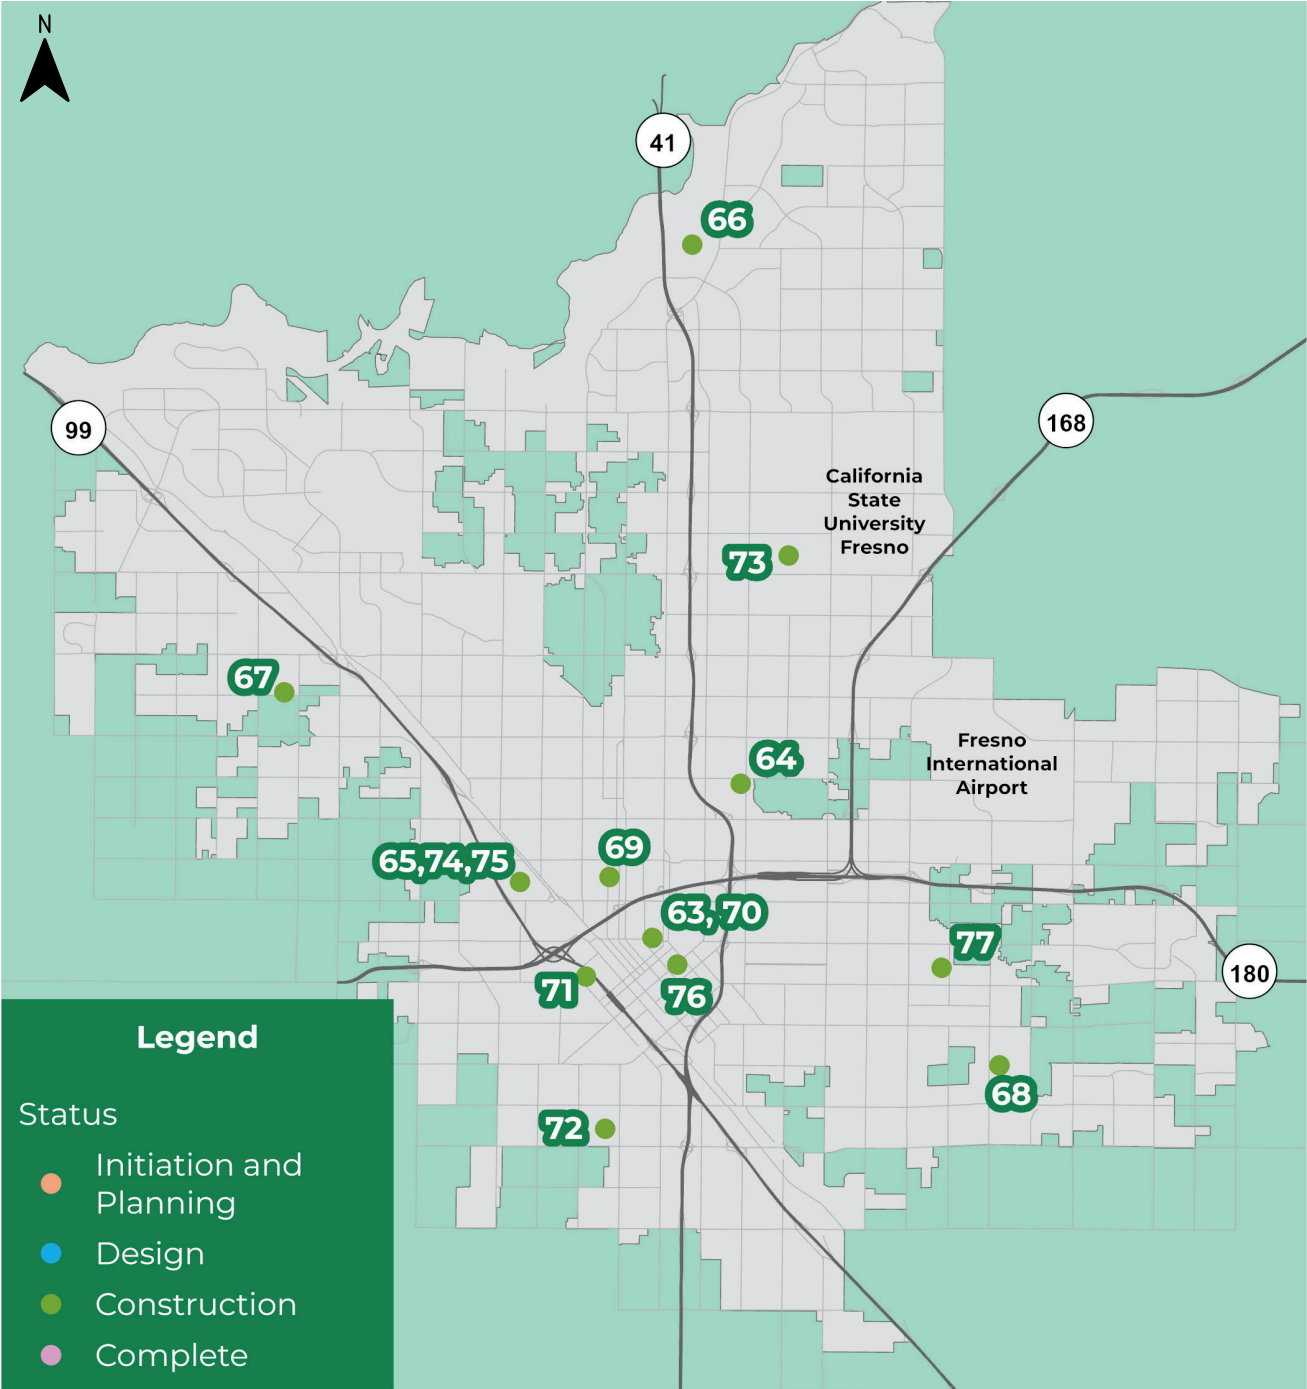 N
41
66
99
168
California
State
University
Fresno
73
67
64
Fresno
International
Airport
69
65,74,75
63, 70
77
180
71
76
68
72
Legend
Status
Initiation and
Planning
Design
Construction
Complete